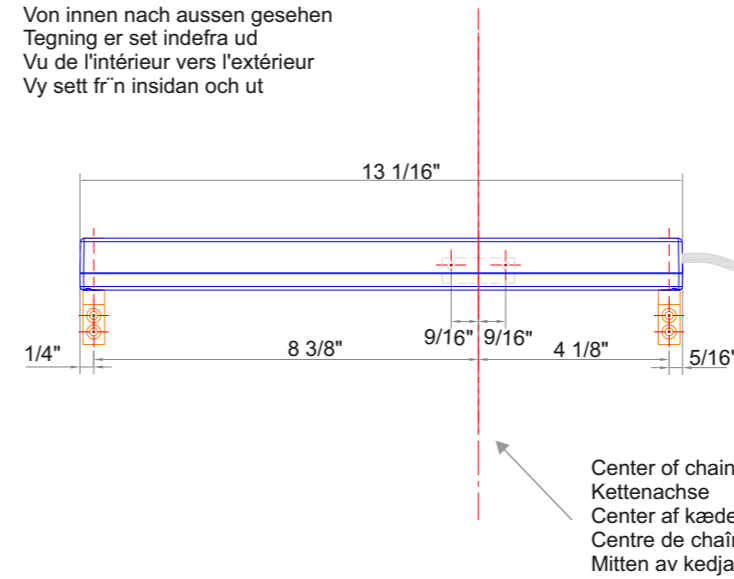 Von innen nach aussen gesehen
Tegning er set indefra ud
Vu de l'intérieur vers l'extérieur
Vy sett fr¨n insidan och ut
13 1/16"
9/16" 9/16"
1/4" 8 3/8" 4 1/8" 5/16"
Center of chain
Kettenachse
Center af kæde
Centre de chaîn
Mitten av kedja